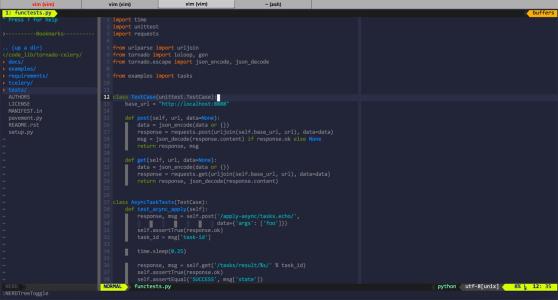 vim (vim)
vim (vim)
vim (vim)
~ (zsh)
1: functests.py
buffers
" Press ? for help
>----------Bookmarks----------
.. (up a dir)
</code_lib/tornado-celery/
▸ docs/
▸ examples/
▸ requirements/
▸ tcelery/
▸ tests/
AUTHORS
LICENSE
MANIFEST.in
pavement.py
README.rst
setup.py
import time
import unittest
import requests
from urlparse import urljoin
from tornado import ioloop, gen
from tornado.escape import json_encode, json_decode
from examples import tasks
12 class TestCase(unittest.TestCase):
base_url = "http://localhost:8888"
def post(self, url, data=None):
data = json_encode(data or {})
response = requests.post(urljoin(self.base_url, url), data=data)
msg = json_decode(response.content) if response.ok else None
return response, msg
def get(self, url, data=None):
data = json_encode(data or {})
response = requests.get(urljoin(self.base_url, url), data=data)
return response, json_decode(response.content)
class AsyncTaskTests(TestCase):
def test_async_apply(self):
response, msg = self.post('/apply-async/tasks.echo/',
data={'args': ['foo']})
self.assertTrue(response.ok)
task_id = msg['task-id']
time.sleep(0.25)
response, msg = self.get('/tasks/result/%s/' % task_id)
self.assertTrue(response.ok)
self.assertEqual('SUCCESS', msg['state'])
NERD
NORMAL
functests.py
python
utf-8[unix]
8%
12: 35
:NERDTreeToggle